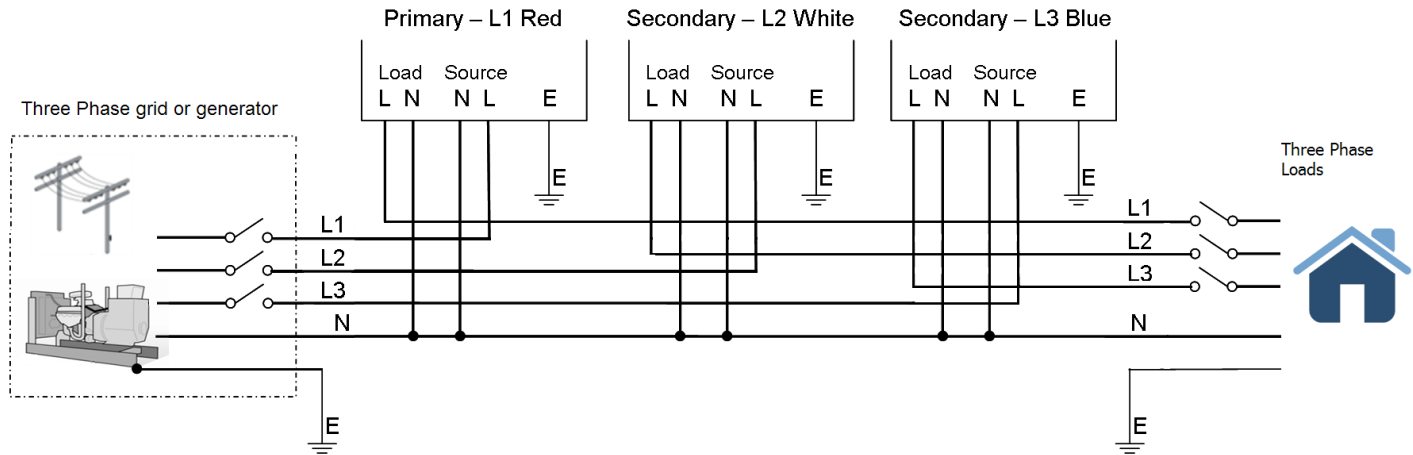 Primary – L1 Red
Secondary – L2 White
Secondary – L3 Blue
Load Source
L N N L E
Load Source
L N N L E
Load Source
L N N L E
Three Phase grid or generator
Three Phase
Loads
E
E
E
L1
L2
L3
N
L1
L2
L3
N
E
E